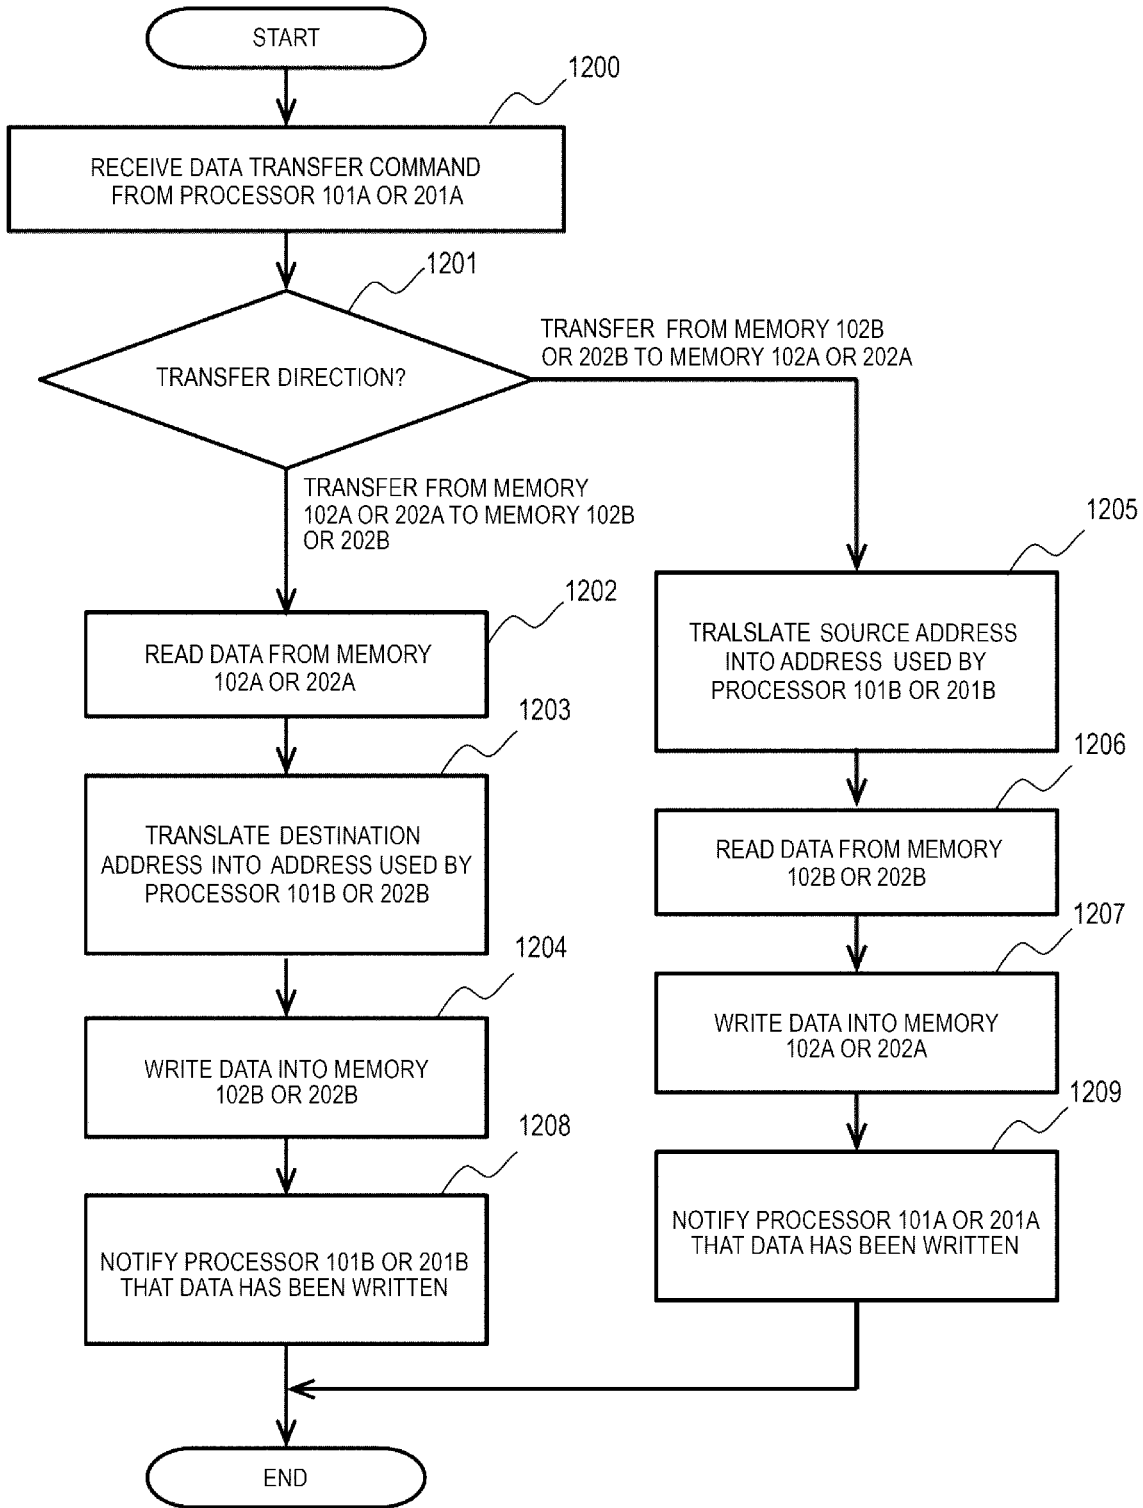 START
1200
RECEIVE DATA TRANSFER COMMAND
FROM PROCESSOR 101A OR 201A
1201
TRANSFER DIRECTION?
TRANSFER FROM MEMORY 102B
OR 202B TO MEMORY 102A OR 202A
TRANSFER FROM MEMORY
102A OR 202A TO MEMORY 102B
OR 202B
1202
READ DATA FROM MEMORY
102A OR 202A
1203
TRANSLATE DESTINATION
ADDRESS INTO ADDRESS USED BY
PROCESSOR 101B OR 202B
1204
WRITE DATA INTO MEMORY
102B OR 202B
1208
NOTIFY PROCESSOR 101B OR 201B
THAT DATA HAS BEEN WRITTEN
1205
TRALSLATE SOURCE ADDRESS
INTO ADDRESS USED BY
PROCESSOR 101B OR 201B
1206
READ DATA FROM MEMORY
102B OR 202B
1207
WRITE DATA INTO MEMORY
102A OR 202A
1209
NOTIFY PROCESSOR 101A OR 201A
THAT DATA HAS BEEN WRITTEN
END